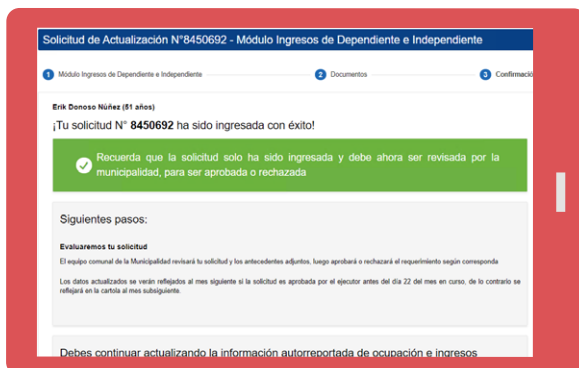 Solicitud de Actualización N°8450692 - Módulo Ingresos de Dependiente e Independiente
1 Módulo Ingresos de Dependiente e Independiente 2 Documentos 3 Confirmació
Erik Donoso Núñez (51 años)
¡Tu solicitud N° 8450692 ha sido ingresada con éxito!
Recuerda que la solicitud solo ha sido ingresada y debe ahora ser revisada por la
municipalidad, para ser aprobada o rechazada
Siguientes pasos:
Evaluaremos tu solicitud
El equipo comunal de la Municipalidad revisará tu solicitud y los antecedentes adjuntos, luego aprobará o rechazará el requerimiento según corresponda
Los datos actualizados se verán reflejados al mes siguiente si la solicitud es aprobada por el ejecutor antes del día 22 del mes en curso, de lo contrario se
reflejará en la cartola al mes subsiguiente.
Debes continuar actualizando la información autorreportada de ocupación e ingresos